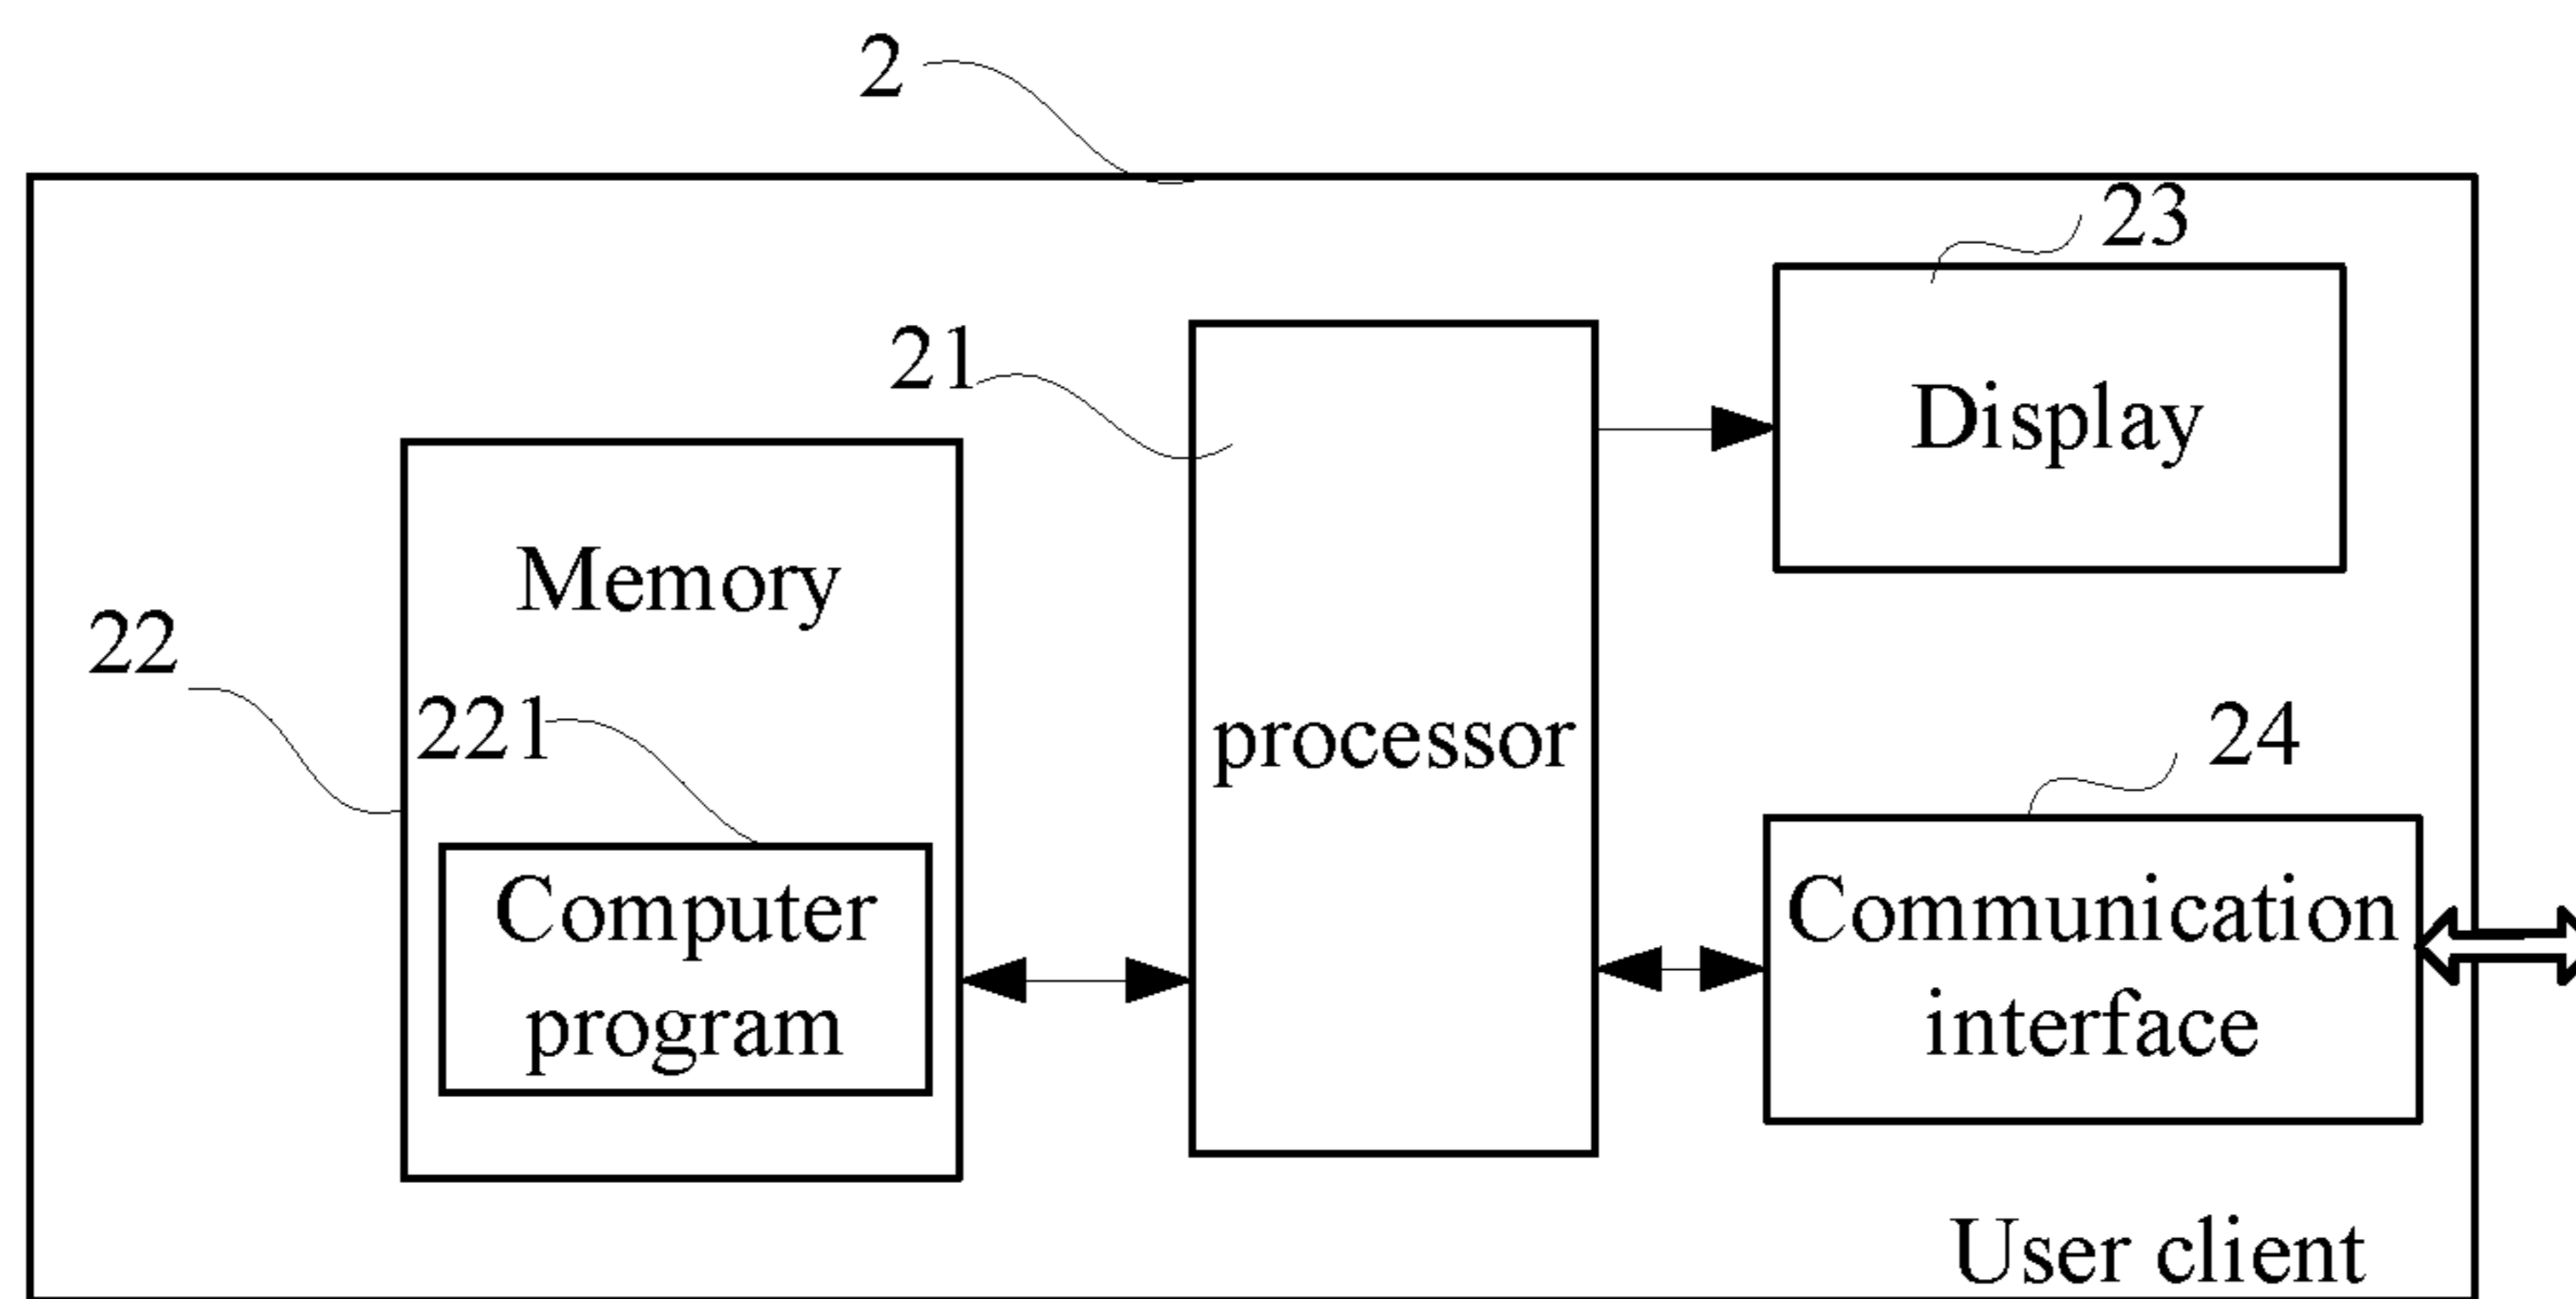 2
23
21
Display
Memory
22
221
processor
24
Computer
program
Communication
interface
User client